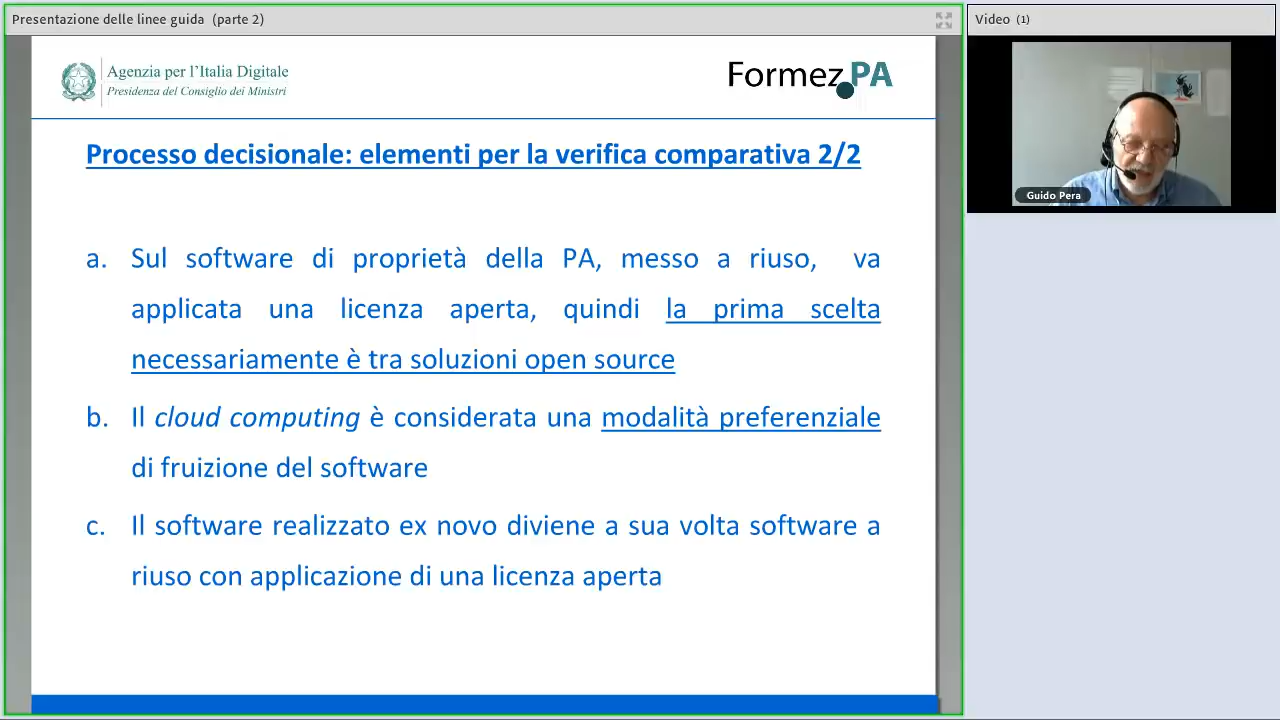 Presentazione delle linee guida (parte 2)
Video (1)
Agenzia per l'Italia Digitale
Presidenza del Consiglio dei Ministri
Formez PA
Guido Pera
Processo decisionale: elementi per la verifica comparativa 2/2
a. Sul software di proprietà della PA, messo a riuso, va
applicata una licenza aperta, quindi la prima scelta
necessariamente è tra soluzioni open source
b. Il cloud computing è considerata una modalità preferenziale
di fruizione del software
c. Il software realizzato ex novo diviene a sua volta software a
riuso con applicazione di una licenza aperta